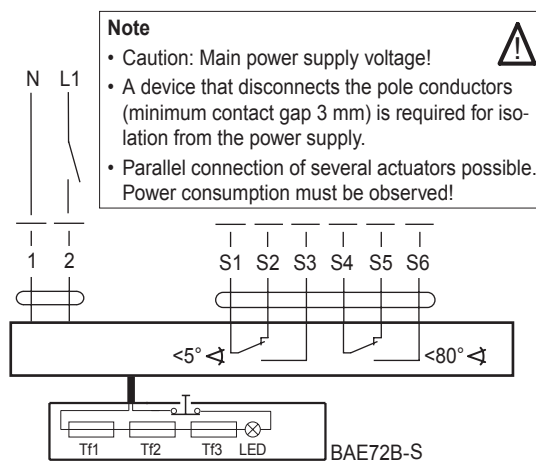 Note
• Caution: Main power supply voltage!
• A device that disconnects the pole conductors
(minimum contact gap 3 mm) is required for iso-
lation from the power supply.
• Parallel connection of several actuators possible.
Power consumption must be observed!
N L1
1 2 S1 S2 S3 S4 S5 S6
<5° <80°
Tf1 Tf2 Tf3 LED
BAE72B-S